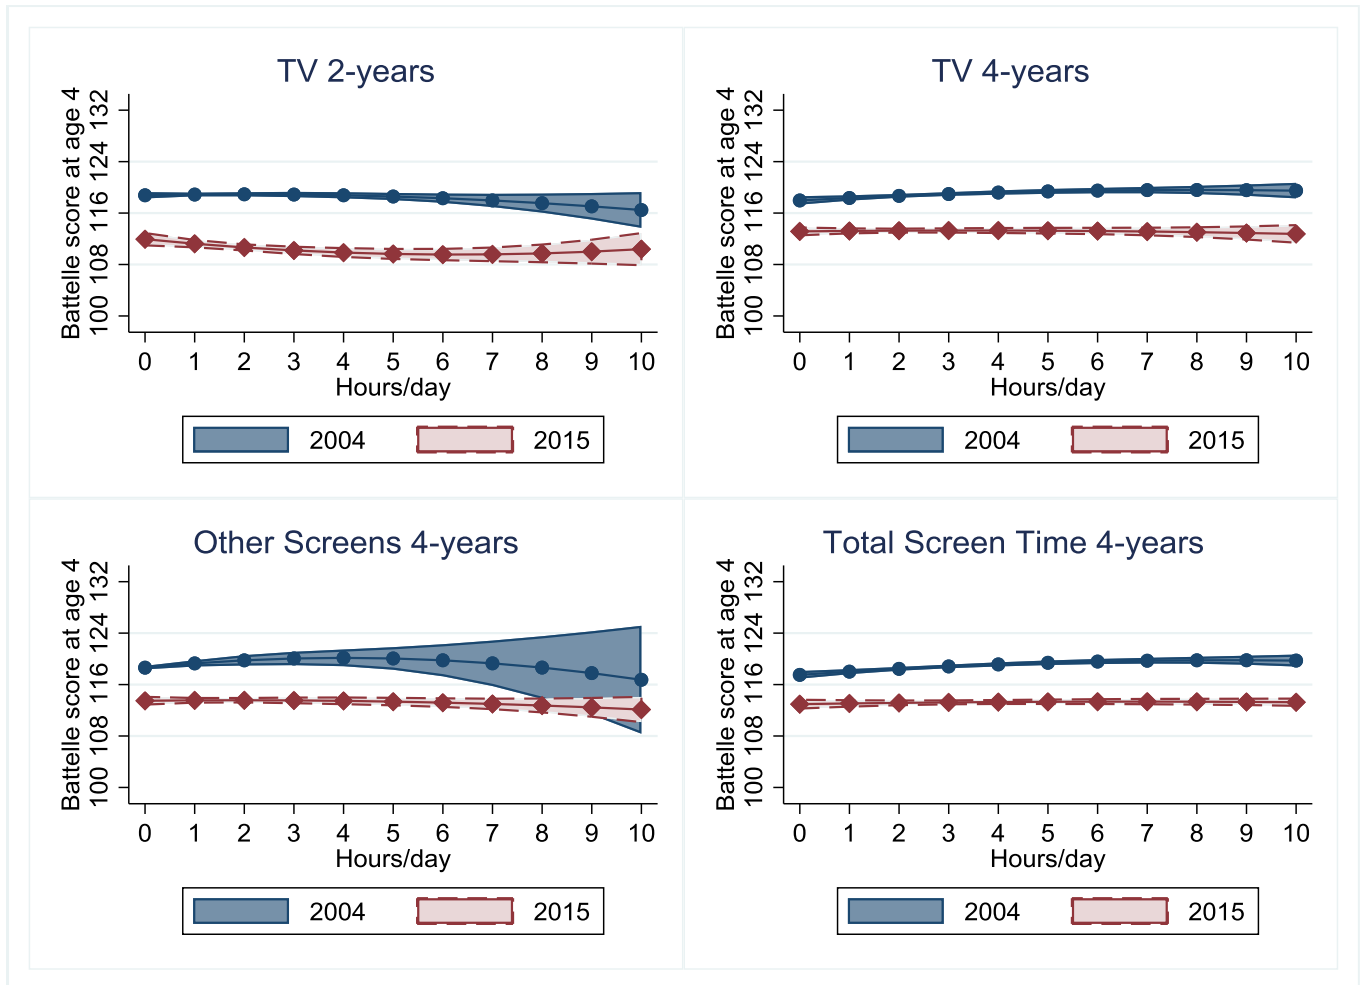 TV 2-years
Battelle score at age 4
100 108 116 124 132
0 1 2 3 4 5 6 7 8 9 10
Hours/day
2004 2015
TV 4-years
Battelle score at age 4
100 108 116 124 132
0 1 2 3 4 5 6 7 8 9 10
Hours/day
2004 2015
Other Screens 4-years
Battelle score at age 4
100 108 116 124 132
0 1 2 3 4 5 6 7 8 9 10
Hours/day
2004 2015
Total Screen Time 4-years
Battelle score at age 4
100 108 116 124 132
0 1 2 3 4 5 6 7 8 9 10
Hours/day
2004 2015